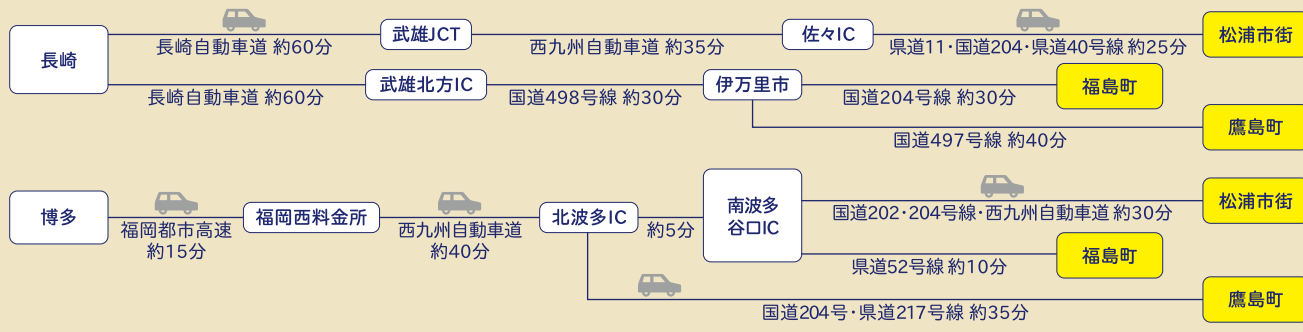 長崎
長崎自動車道 約60分
武雄JCT
西九州自動車道 約35分
佐々IC
県道11・国道204・県道40号線 約25分
松浦市街
長崎自動車道 約60分
武雄北方IC
国道498号線 約30分
伊万里市
国道204号線 約30分
福島町
国道497号線 約40分
鷹島町
博多
福岡都市高速
約15分
福岡西料金所
西九州自動車道
約40分
北波多IC
約5分
南波多
谷口IC
国道202・204号線・西九州自動車道 約30分
松浦市街
県道52号線 約10分
福島町
国道204号・県道217号線 約35分
鷹島町